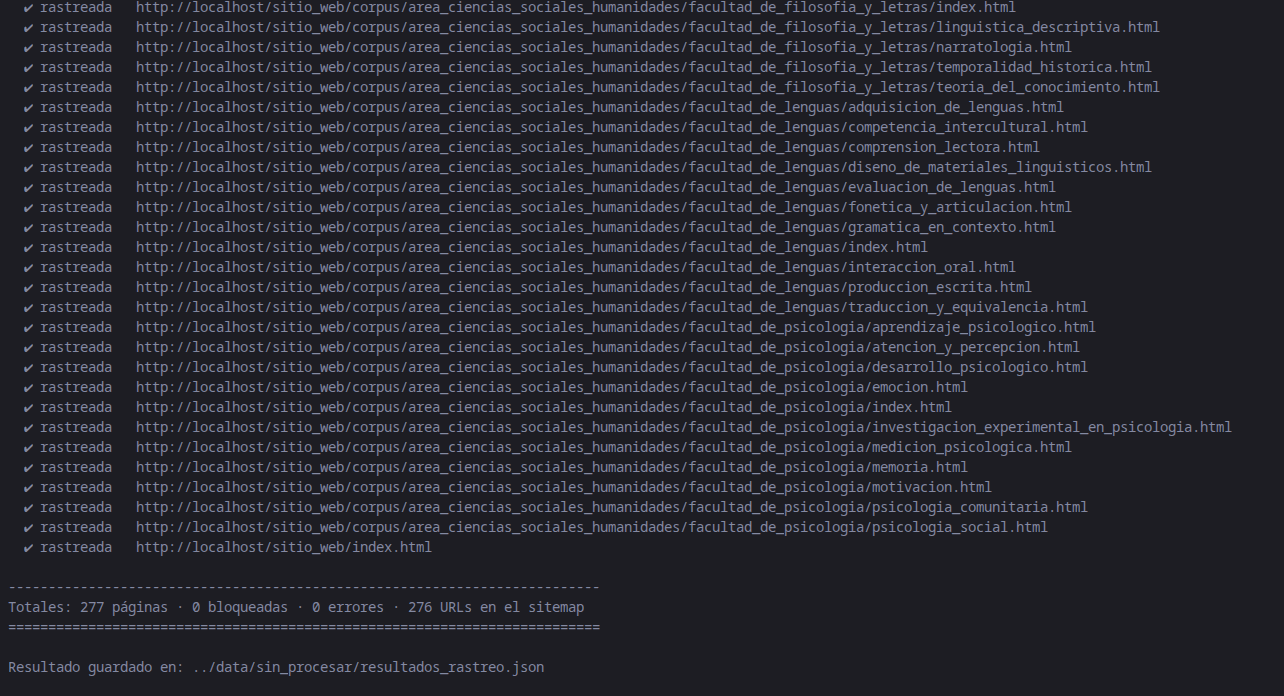 ✔ rastreada http://localhost/sitio_web/corpus/area_ciencias_sociales_humanidades/facultad_de_filosofia_y_letras/index.html
✔ rastreada http://localhost/sitio_web/corpus/area_ciencias_sociales_humanidades/facultad_de_filosofia_y_letras/linguistica_descriptiva.html
✔ rastreada http://localhost/sitio_web/corpus/area_ciencias_sociales_humanidades/facultad_de_filosofia_y_letras/narratologia.html
✔ rastreada http://localhost/sitio_web/corpus/area_ciencias_sociales_humanidades/facultad_de_filosofia_y_letras/temporalidad_historica.html
✔ rastreada http://localhost/sitio_web/corpus/area_ciencias_sociales_humanidades/facultad_de_filosofia_y_letras/teoria_del_conocimiento.html
✔ rastreada http://localhost/sitio_web/corpus/area_ciencias_sociales_humanidades/facultad_de_lenguas/adquisicion_de_lenguas.html
✔ rastreada http://localhost/sitio_web/corpus/area_ciencias_sociales_humanidades/facultad_de_lenguas/competencia_intercultural.html
✔ rastreada http://localhost/sitio_web/corpus/area_ciencias_sociales_humanidades/facultad_de_lenguas/comprension_lectora.html
✔ rastreada http://localhost/sitio_web/corpus/area_ciencias_sociales_humanidades/facultad_de_lenguas/diseno_de_materiales_linguisticos.html
✔ rastreada http://localhost/sitio_web/corpus/area_ciencias_sociales_humanidades/facultad_de_lenguas/evaluacion_de_lenguas.html
✔ rastreada http://localhost/sitio_web/corpus/area_ciencias_sociales_humanidades/facultad_de_lenguas/fonetica_y_articulacion.html
✔ rastreada http://localhost/sitio_web/corpus/area_ciencias_sociales_humanidades/facultad_de_lenguas/gramatica_en_contexto.html
✔ rastreada http://localhost/sitio_web/corpus/area_ciencias_sociales_humanidades/facultad_de_lenguas/index.html
✔ rastreada http://localhost/sitio_web/corpus/area_ciencias_sociales_humanidades/facultad_de_lenguas/interaccion_oral.html
✔ rastreada http://localhost/sitio_web/corpus/area_ciencias_sociales_humanidades/facultad_de_lenguas/produccion_escrita.html
✔ rastreada http://localhost/sitio_web/corpus/area_ciencias_sociales_humanidades/facultad_de_lenguas/traduccion_y_equivalencia.html
✔ rastreada http://localhost/sitio_web/corpus/area_ciencias_sociales_humanidades/facultad_de_psicologia/aprendizaje_psicologico.html
✔ rastreada http://localhost/sitio_web/corpus/area_ciencias_sociales_humanidades/facultad_de_psicologia/atencion_y_percepcion.html
✔ rastreada http://localhost/sitio_web/corpus/area_ciencias_sociales_humanidades/facultad_de_psicologia/desarrollo_psicologico.html
✔ rastreada http://localhost/sitio_web/corpus/area_ciencias_sociales_humanidades/facultad_de_psicologia/emocion.html
✔ rastreada http://localhost/sitio_web/corpus/area_ciencias_sociales_humanidades/facultad_de_psicologia/index.html
✔ rastreada http://localhost/sitio_web/corpus/area_ciencias_sociales_humanidades/facultad_de_psicologia/investigacion_experimental_en_psicologia.html
✔ rastreada http://localhost/sitio_web/corpus/area_ciencias_sociales_humanidades/facultad_de_psicologia/medicion_psicologica.html
✔ rastreada http://localhost/sitio_web/corpus/area_ciencias_sociales_humanidades/facultad_de_psicologia/memoria.html
✔ rastreada http://localhost/sitio_web/corpus/area_ciencias_sociales_humanidades/facultad_de_psicologia/motivacion.html
✔ rastreada http://localhost/sitio_web/corpus/area_ciencias_sociales_humanidades/facultad_de_psicologia/psicologia_comunitaria.html
✔ rastreada http://localhost/sitio_web/corpus/area_ciencias_sociales_humanidades/facultad_de_psicologia/psicologia_social.html
✔ rastreada http://localhost/sitio_web/index.html
--------------------------------------------------------------------------
Totales: 277 páginas · 0 bloqueadas · 0 errores · 276 URLs en el sitemap
==========================================================================
Resultado guardado en: ../data/sin_procesar/resultados_rastreo.json